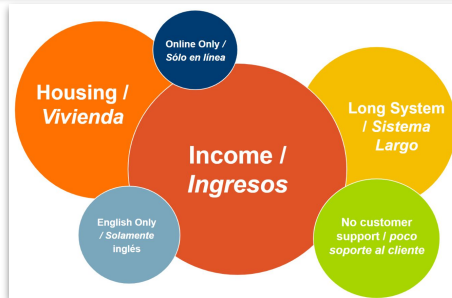 Online Only /
Sólo en línea
Housing /
Vivienda
Long System
/ Sistema
Largo
Income /
Ingresos
English Only
/ Solamente
inglés
No customer
support / poco
soporte al cliente